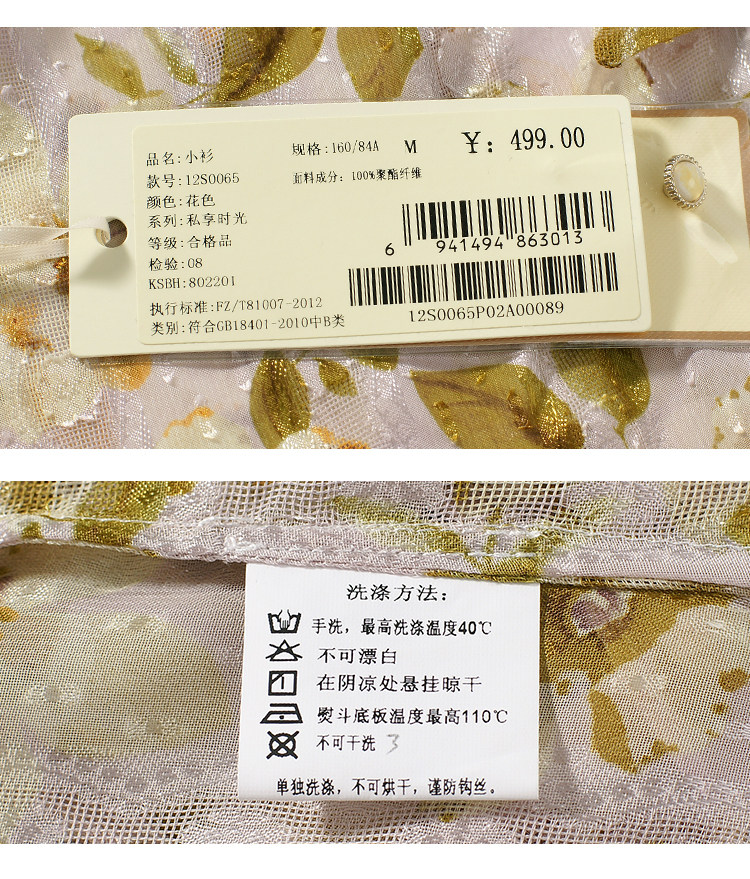 品名:小衫
规格:160/84A M ￥: 499.00
款号:12S0065
面料成分: 100%聚酯纤维
颜色:花色
系列:私享时光
等级:合格品
检验:08
KSBH:802201
执行标准:FZ/T81007-2012
类别:符合GB18401-2010中B类
6 941494 863013
12S0065P02A00089
洗涤方法:
手洗，最高洗涤温度40℃
不可漂白
在阴凉处悬挂晾干
熨斗底板温度最高110℃
不可干洗 3
单独洗涤，不可烘干，谨防钩丝。